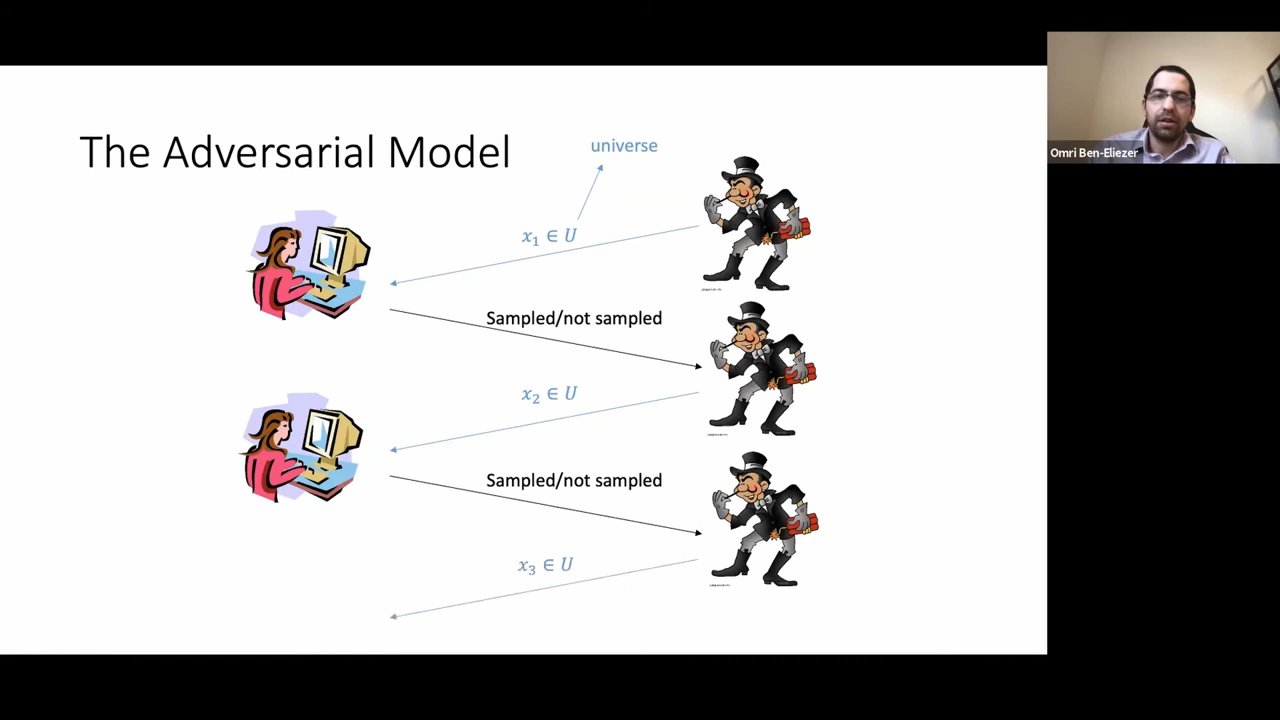 The Adversarial Model
universe
x₁ ∈ U
Sampled/not sampled
x₂ ∈ U
Sampled/not sampled
x₃ ∈ U
Omri Ben-Eliezer